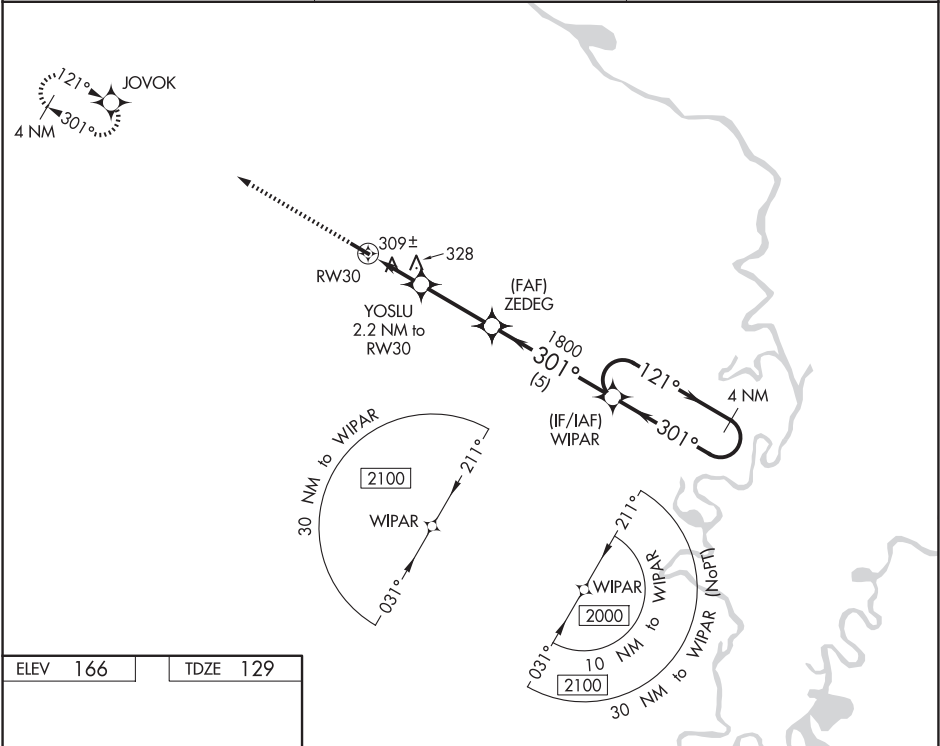 121°
JOVOK
4 NM
301°
309±
328
RW30
YOSLU
2.2 NM to
RW30
(FAF)
ZEDEG
1800
301°
(5)
121°
4 NM
(IF/IAF)
WIPAR
301°
30 NM to WIPAR
2100
211°
WIPAR
031°
211°
WIPAR
2000
031°
10 NM to WIPAR
2100
30 NM to WIPAR (NoPT)
ELEV 166
TDZE 129